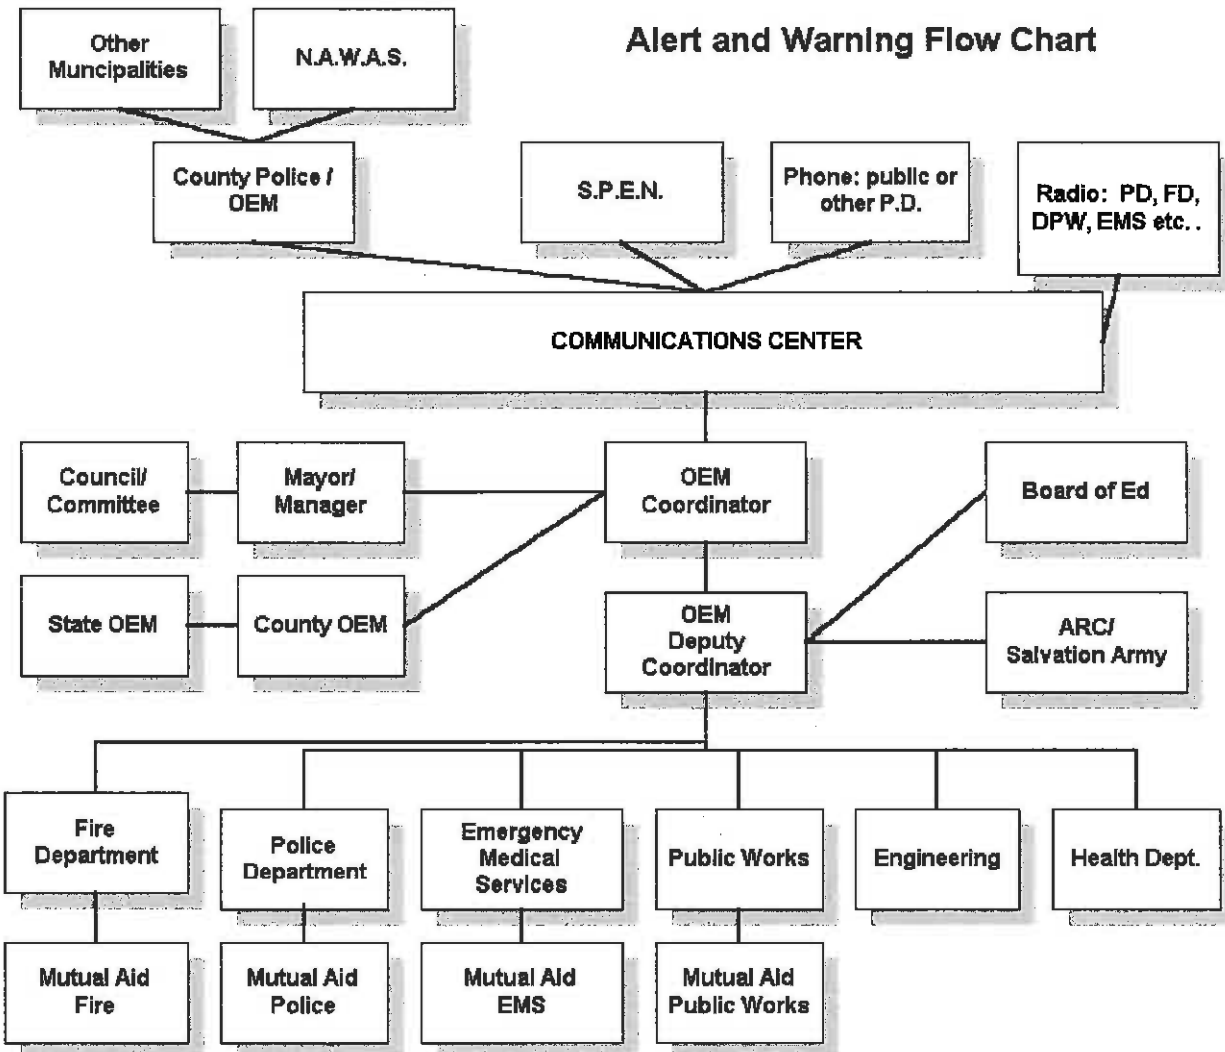 Alert and Warning Flow Chart
Other
Muncipalities
N.A.W.A.S.
County Police /
OEM
S.P.E.N.
Phone: public or
other P.D.
Radio: PD, FD,
DPW, EMS etc. .
COMMUNICATIONS CENTER
Council/
Committee
Mayor/
Manager
OEM
Coordinator
Board of Ed
State OEM
County OEM
OEM
Deputy
Coordinator
ARC/
Salvation Army
Fire
Department
Police
Department
Emergency
Medical
Services
Public Works
Engineering
Health Dept.
Mutual Aid
Fire
Mutual Aid
Police
Mutual Aid
EMS
Mutual Aid
Public Works